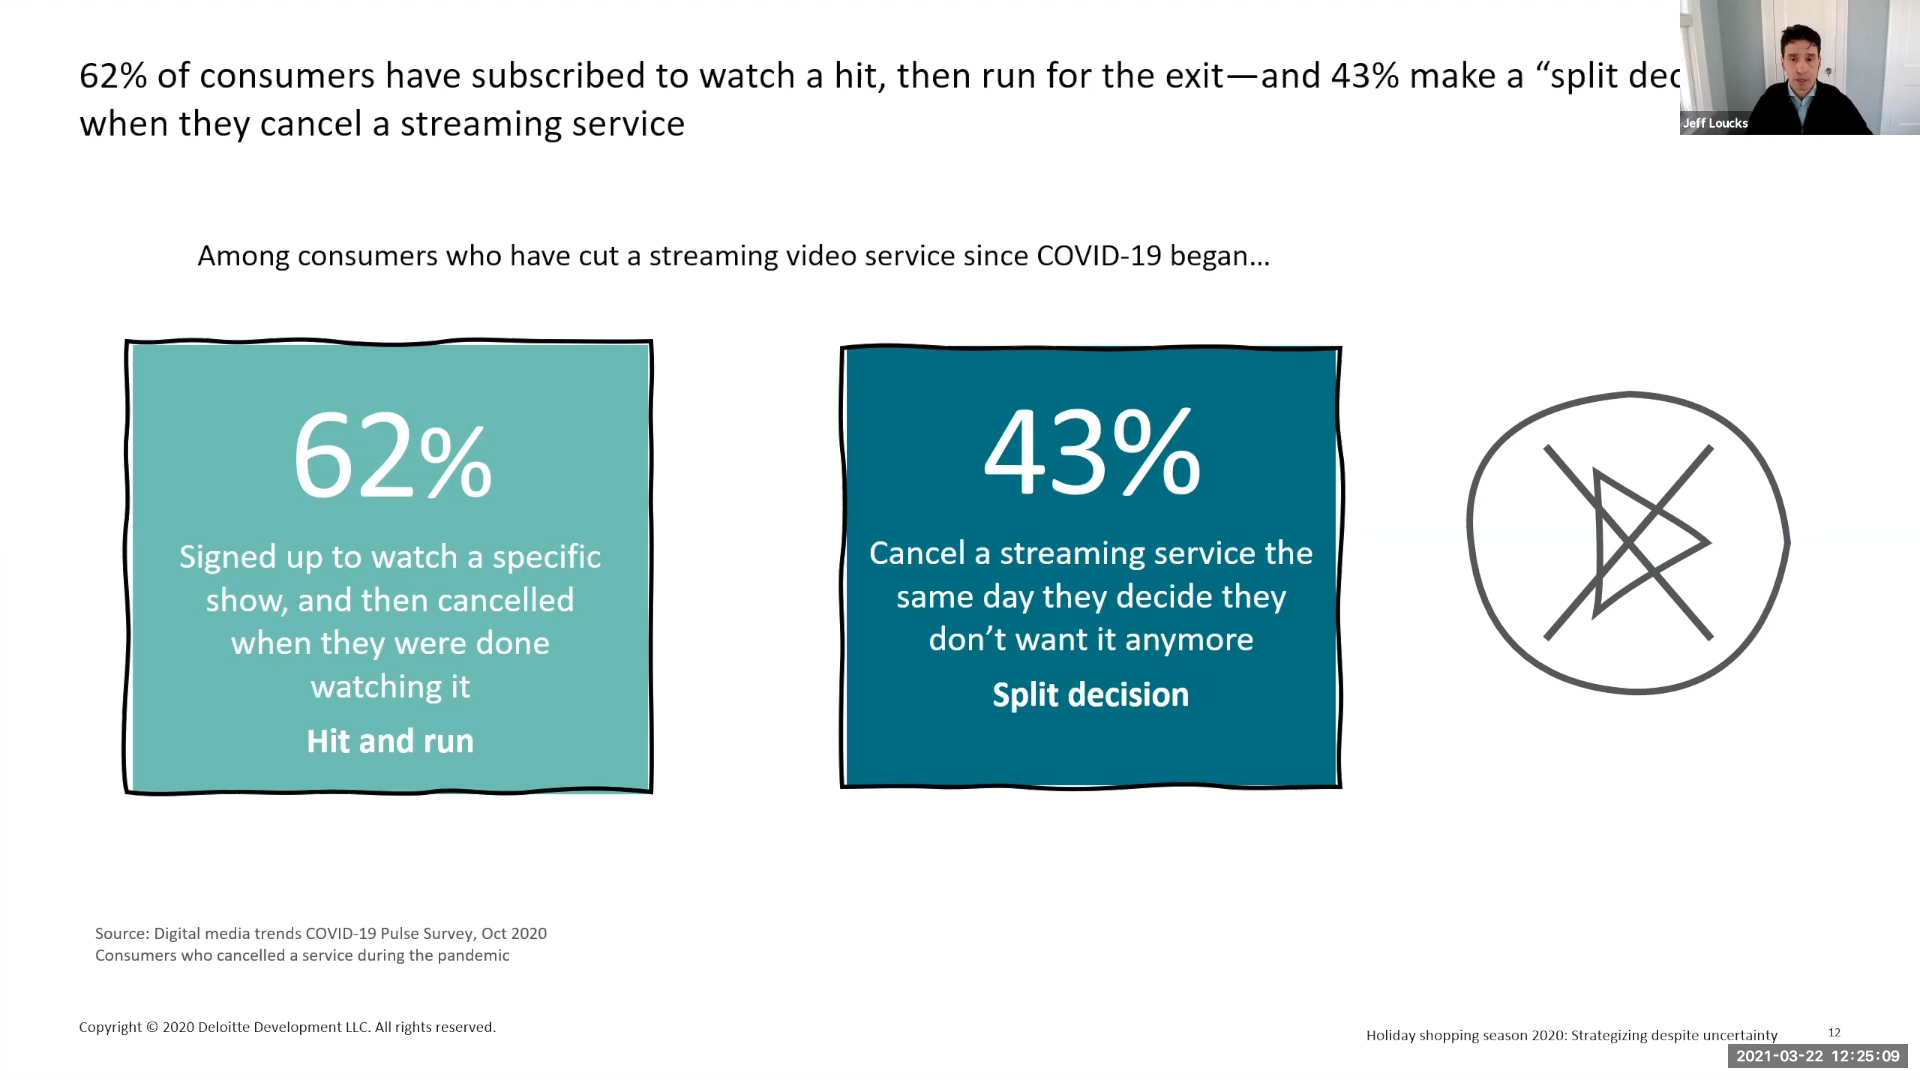 62% of consumers have subscribed to watch a hit, then run for the exit—and 43% make a “split
when they cancel a streaming service
Jeff Loucks
Among consumers who have cut a streaming video service since COVID-19 began…
62%
Signed up to watch a specific
show, and then cancelled
when they were done
watching it
Hit and run
43%
Cancel a streaming service the
same day they decide they
don’t want it anymore
Split decision
Source: Digital media trends COVID-19 Pulse Survey, Oct 2020
Consumers who cancelled a service during the pandemic
Copyright © 2020 Deloitte Development LLC. All rights reserved.
Holiday shopping season 2020: Strategizing despite uncertainty
12
2021-03-22 12:25:09